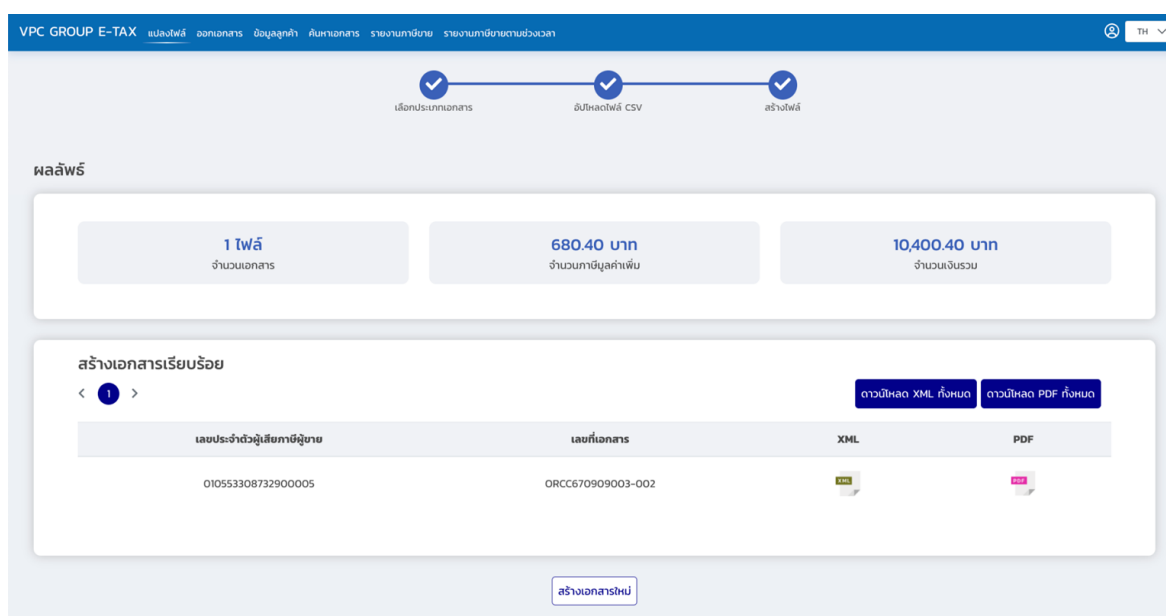 VPC GROUP E-TAX แปลงไฟล์ ออกเอกสาร ข้อมูลลูกค้า ค้นหาเอกสาร รายงานภาษีขาย รายงานภาษีขายตามช่วงเวลา TH
เลือกประเภทเอกสาร อัปโหลดไฟล์ CSV สร้างไฟล์
ผลลัพธ์
1 ไฟล์ 680.40 บาท 10,400.40 บาท
จำนวนเอกสาร จำนวนภาษีมูลค่าเพิ่ม จำนวนเงินรวม
สร้างเอกสารเรียบร้อย
1 ดาวน์โหลด XML ทั้งหมด ดาวน์โหลด PDF ทั้งหมด
เลขประจำตัวผู้เสียภาษีผู้ขาย เลขที่เอกสาร XML PDF
010553308732900005 ORCC670909003-002 XML PDF
สร้างเอกสารใหม่